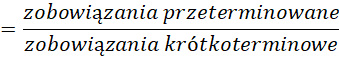 = zobowiązania przeterminowane
zobowiązania krótkoterminowe